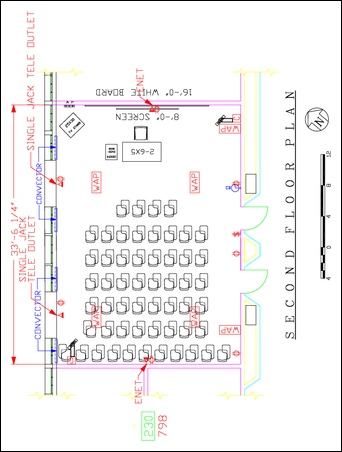 SINGLE JACK TELE OUTLET
ENET
16'-0" WHITE BOARD
8'-0" SCREEN
2-6X5
CONVECTOR
WAP
WAP
33'-6 1/4"
SINGLE JACK
TELE OUTLET
CONVECTOR
CONVECTOR
WAP
WAP
WAP
WAP
ENET
230
798
SECOND FLOOR PLAN
N
12
8
4
0
4